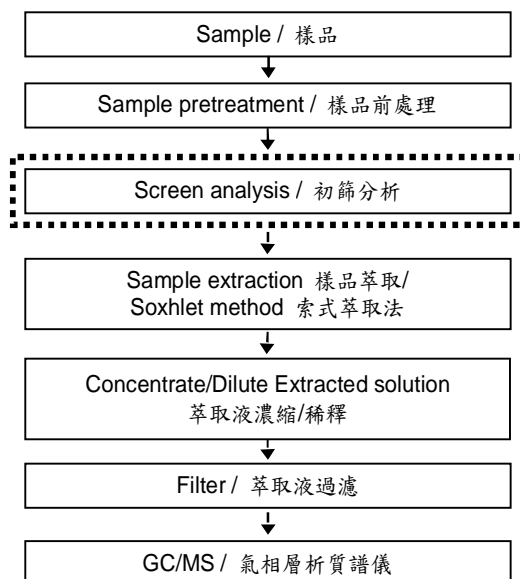 Sample / 樣品
Sample pretreatment / 樣品前處理
Screen analysis / 初篩分析
Sample extraction 樣品萃取/
Soxhlet method 索式萃取法
Concentrate/Dilute Extracted solution
萃取液濃縮/稀釋
Filter / 萃取液過濾
GC/MS / 氣相層析質譜儀